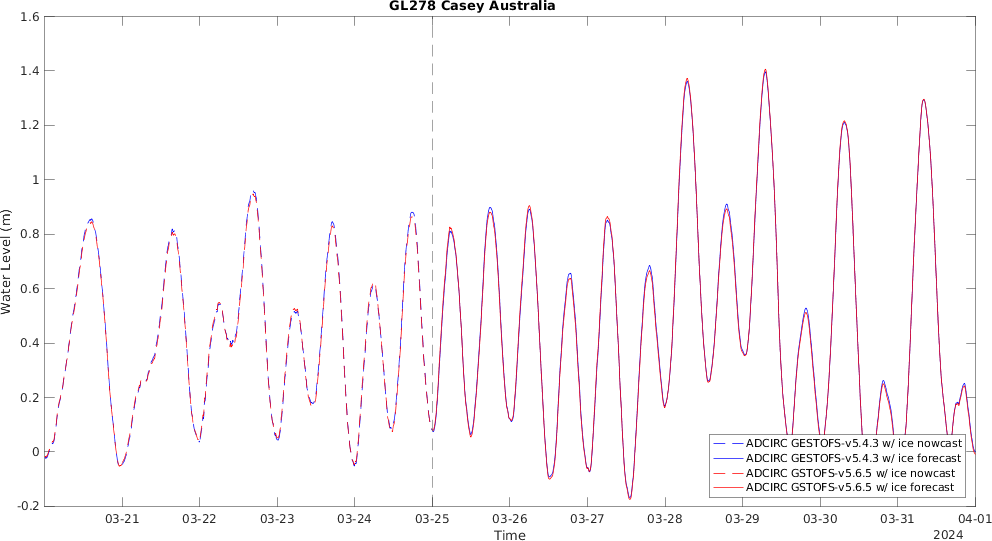 GL278 Casey Australia
1.6
1.4
1.2
1
0.8
0.6
0.4
0.2
0
-0.2
Water Level (m)
ADCIRC GESTOFS-v5.4.3 w/ ice nowcast
ADCIRC GESTOFS-v5.4.3 w/ ice forecast
ADCIRC GSTOFS-v5.6.5 w/ ice nowcast
ADCIRC GSTOFS-v5.6.5 w/ ice forecast
03-21 03-22 03-23 03-24 03-25 03-26 03-27 03-28 03-29 03-30 03-31 04-01
Time
2024